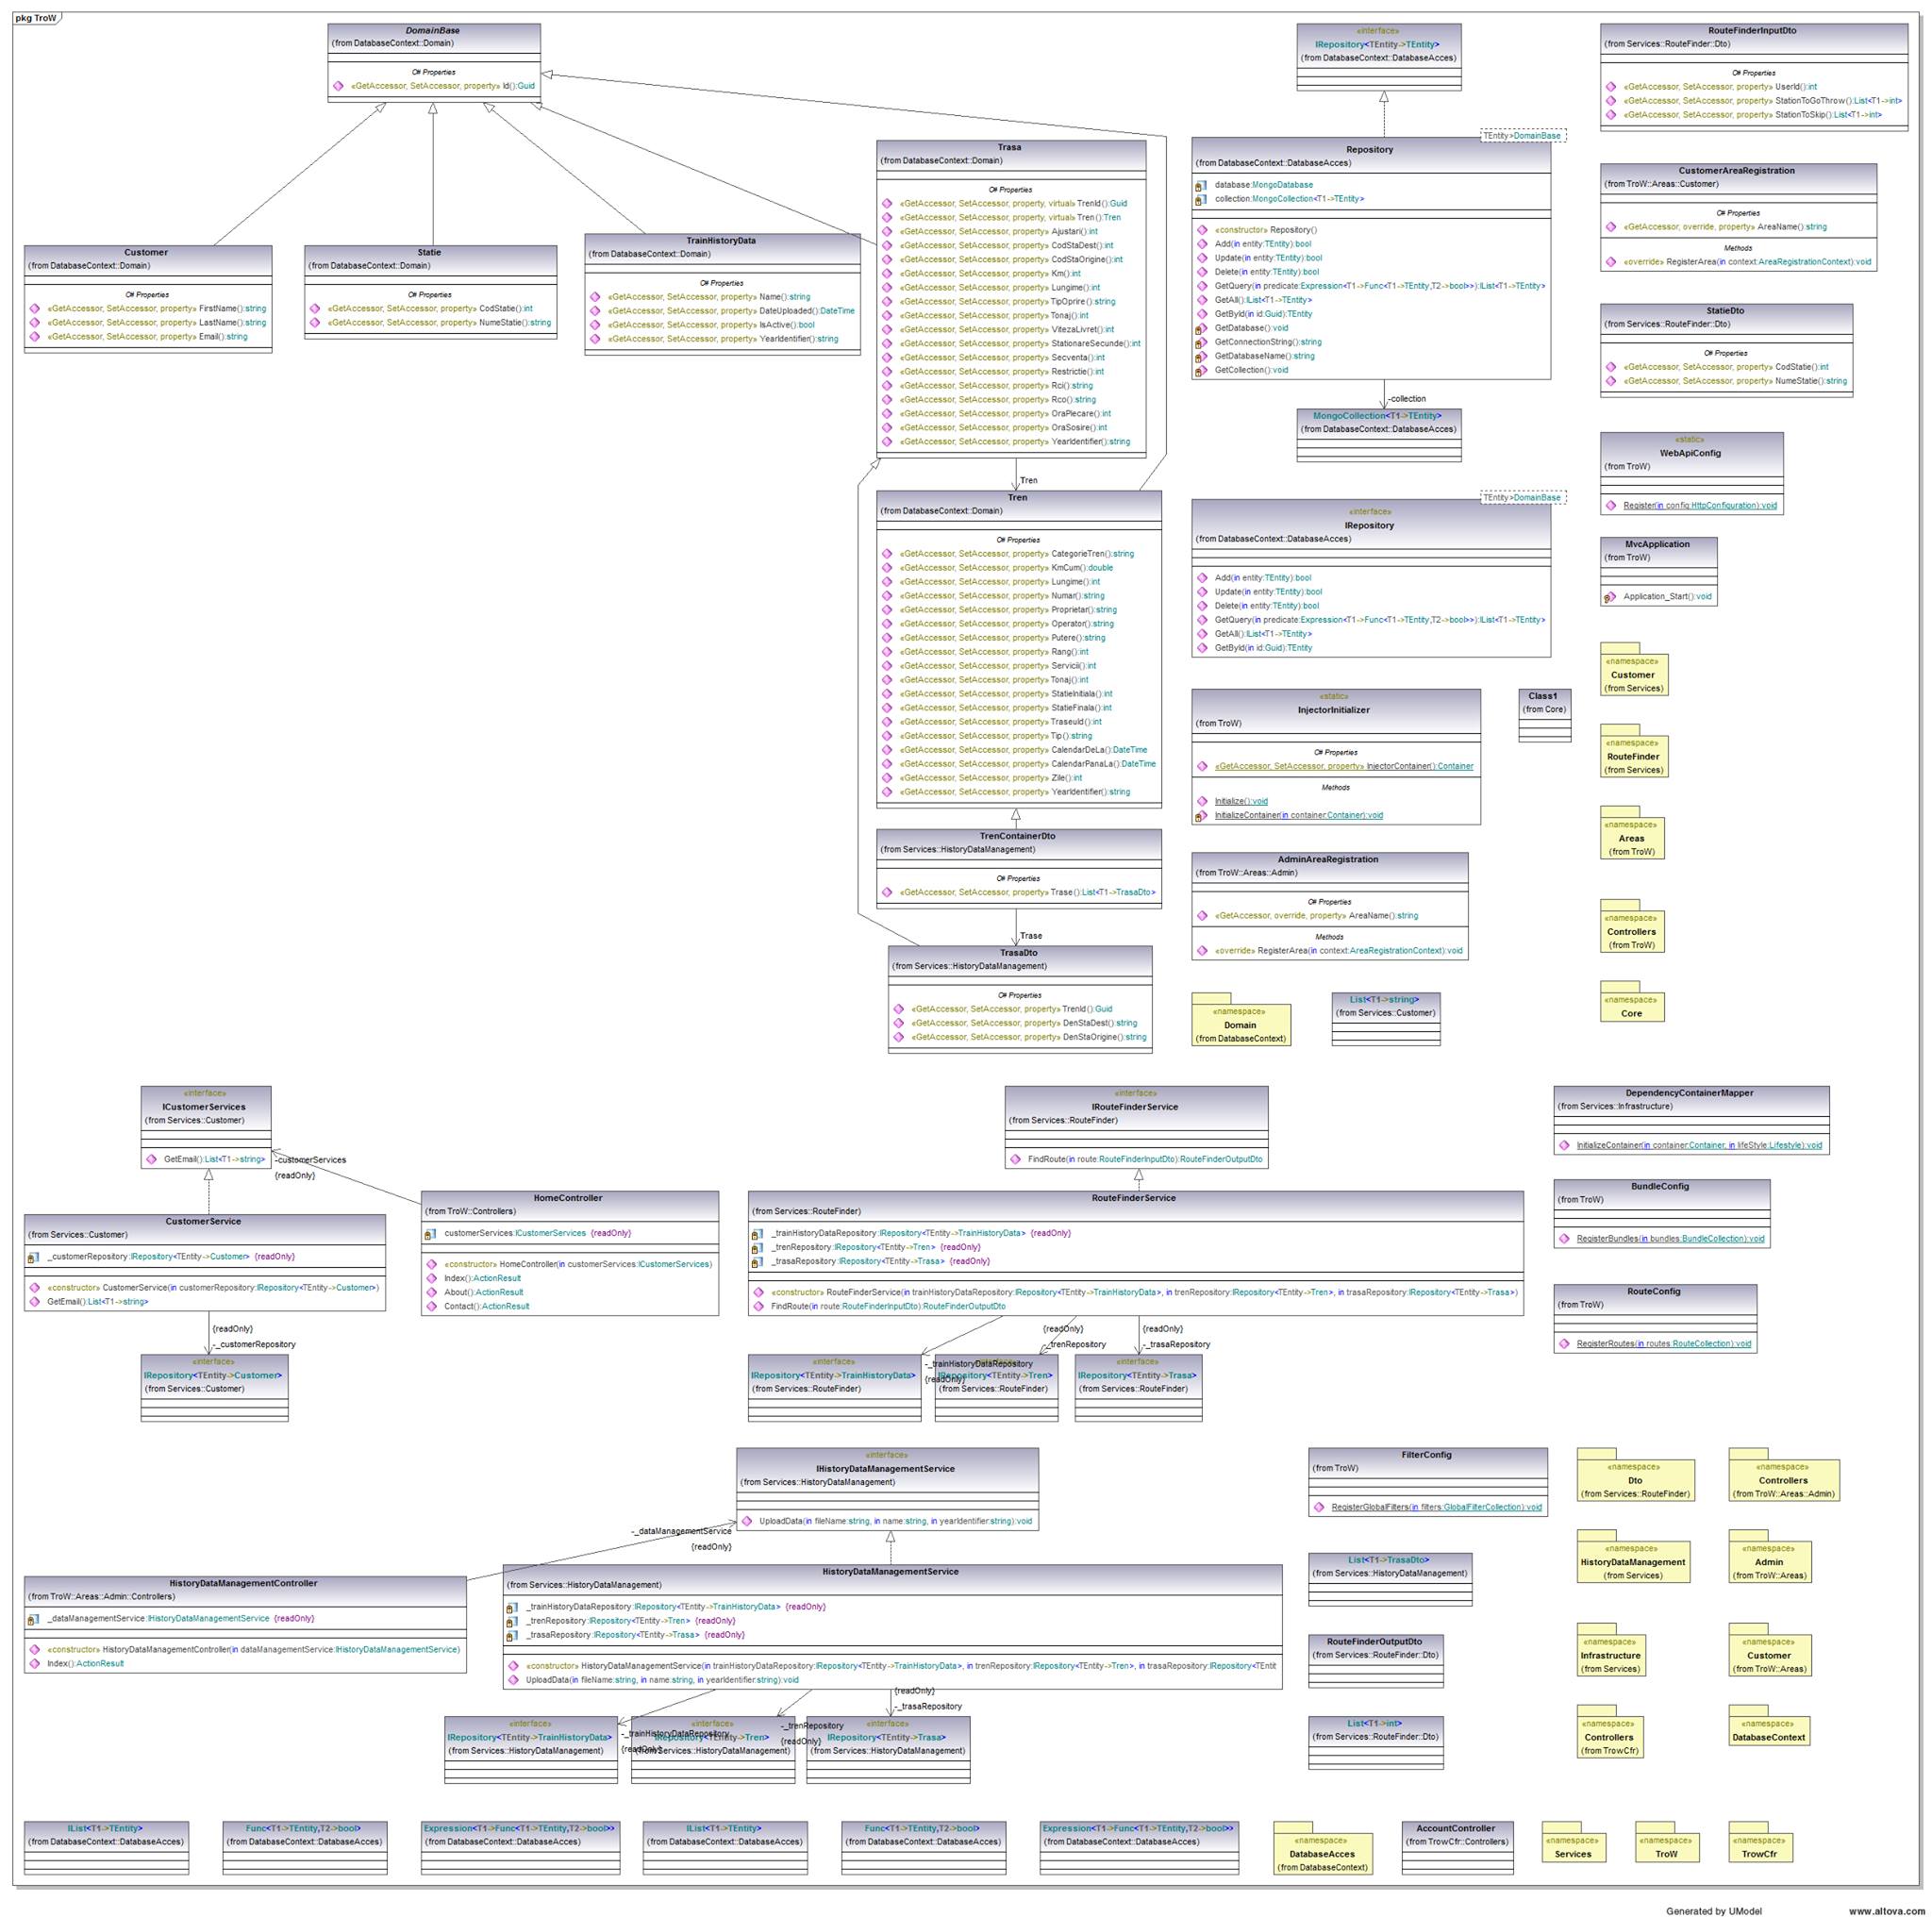 pkg TroW
DomainBase
(from DatabaseContext::Domain)
C# Properties
«GetAccessor, SetAccessor, property» Id():Guid
«interface»
IRepository<TEntity->TEntity>
(from DatabaseContext::DatabaseAcces)
RouteFinderInputDto
(from Services::RouteFinder::Dto)
C# Properties
«GetAccessor, SetAccessor, property» UserId():int
«GetAccessor, SetAccessor, property» StationToGoThrow():List<T1->int>
«GetAccessor, SetAccessor, property» StationToSkip():List<T1->int>
Trasa
(from DatabaseContext::Domain)
C# Properties
«GetAccessor, SetAccessor, property, virtual» TrenId():Guid
«GetAccessor, SetAccessor, property, virtual» Tren():Tren
«GetAccessor, SetAccessor, property» Ajustari():int
«GetAccessor, SetAccessor, property» CodStaDest():int
«GetAccessor, SetAccessor, property» CodStaOrigine():int
«GetAccessor, SetAccessor, property» Km():int
«GetAccessor, SetAccessor, property» Lungime():int
«GetAccessor, SetAccessor, property» TipOprire():string
«GetAccessor, SetAccessor, property» Tonaj():int
«GetAccessor, SetAccessor, property» VitezaLivret():int
«GetAccessor, SetAccessor, property» StationareSecunde():int
«GetAccessor, SetAccessor, property» Secventa():int
«GetAccessor, SetAccessor, property» Restrictie():int
«GetAccessor, SetAccessor, property» Rci():string
«GetAccessor, SetAccessor, property» Rco():string
«GetAccessor, SetAccessor, property» OraPlecare():int
«GetAccessor, SetAccessor, property» OraSosire():int
«GetAccessor, SetAccessor, property» YearIdentifier():string
TEntity>DomainBase
Repository
(from DatabaseContext::DatabaseAcces)
database:MongoDatabase
collection:MongoCollection<T1->TEntity>
«constructor» Repository()
Add(in entity:TEntity):bool
Update(in entity:TEntity):bool
Delete(in entity:TEntity):bool
GetQuery(in predicate:Expression<T1->Func<T1->TEntity,T2->bool>>):IList<T1->TEntity>
GetAll():IList<T1->TEntity>
GetById(in id:Guid):TEntity
GetDatabase():void
GetConnectionString():string
GetDatabaseName():string
GetCollection():void
CustomerAreaRegistration
(from TroW::Areas::Customer)
C# Properties
«GetAccessor, override, property» AreaName():string
Methods
«override» RegisterArea(in context:AreaRegistrationContext):void
Customer
(from DatabaseContext::Domain)
C# Properties
«GetAccessor, SetAccessor, property» FirstName():string
«GetAccessor, SetAccessor, property» LastName():string
«GetAccessor, SetAccessor, property» Email():string
Statie
(from DatabaseContext::Domain)
C# Properties
«GetAccessor, SetAccessor, property» CodStatie():int
«GetAccessor, SetAccessor, property» NumeStatie():string
TrainHistoryData
(from DatabaseContext::Domain)
C# Properties
«GetAccessor, SetAccessor, property» Name():string
«GetAccessor, SetAccessor, property» DateUploaded():DateTime
«GetAccessor, SetAccessor, property» IsActive():bool
«GetAccessor, SetAccessor, property» YearIdentifier():string
StatieDto
(from Services::RouteFinder::Dto)
C# Properties
«GetAccessor, SetAccessor, property» CodStatie():int
«GetAccessor, SetAccessor, property» NumeStatie():string
-collection
MongoCollection<T1->TEntity>
(from DatabaseContext::DatabaseAcces)
«static»
WebApiConfig
(from TroW)
Register(in config:HttpConfiguration):void
Tren
Tren
(from DatabaseContext::Domain)
C# Properties
«GetAccessor, SetAccessor, property» CategorieTren():string
«GetAccessor, SetAccessor, property» KmCum():double
«GetAccessor, SetAccessor, property» Lungime():int
«GetAccessor, SetAccessor, property» Numar():string
«GetAccessor, SetAccessor, property» Proprietar():string
«GetAccessor, SetAccessor, property» Operator():string
«GetAccessor, SetAccessor, property» Putere():string
«GetAccessor, SetAccessor, property» Rang():int
«GetAccessor, SetAccessor, property» Servicii():int
«GetAccessor, SetAccessor, property» Tonaj():int
«GetAccessor, SetAccessor, property» StatieInitiala():int
«GetAccessor, SetAccessor, property» StatieFinala():int
«GetAccessor, SetAccessor, property» TraseuId():int
«GetAccessor, SetAccessor, property» Tip():string
«GetAccessor, SetAccessor, property» CalendarDeLa():DateTime
«GetAccessor, SetAccessor, property» CalendarPanaLa():DateTime
«GetAccessor, SetAccessor, property» Zile():int
«GetAccessor, SetAccessor, property» YearIdentifier():string
TEntity>DomainBase
«interface»
IRepository
(from DatabaseContext::DatabaseAcces)
Add(in entity:TEntity):bool
Update(in entity:TEntity):bool
Delete(in entity:TEntity):bool
GetQuery(in predicate:Expression<T1->Func<T1->TEntity,T2->bool>>):IList<T1->TEntity>
GetAll():IList<T1->TEntity>
GetById(in id:Guid):TEntity
MvcApplication
(from TroW)
Application_Start():void
«namespace»
Customer
(from Services)
«static»
InjectorInitializer
(from TroW)
C# Properties
«GetAccessor, SetAccessor, property» InjectorContainer():Container
Methods
Initialize():void
InitializeContainer(in container:Container):void
Class1
(from Core)
«namespace»
RouteFinder
(from Services)
«namespace»
Areas
(from TroW)
TrenContainerDto
(from Services::HistoryDataManagement)
C# Properties
«GetAccessor, SetAccessor, property» Trase():List<T1->TrasaDto>
AdminAreaRegistration
(from TroW::Areas::Admin)
C# Properties
«GetAccessor, override, property» AreaName():string
Methods
«override» RegisterArea(in context:AreaRegistrationContext):void
«namespace»
Controllers
(from TroW)
Trase
TrasaDto
(from Services::HistoryDataManagement)
C# Properties
«GetAccessor, SetAccessor, property» TrenId():Guid
«GetAccessor, SetAccessor, property» DenStaDest():string
«GetAccessor, SetAccessor, property» DenStaOrigine():string
«namespace»
Domain
(from DatabaseContext)
List<T1->string>
(from Services::Customer)
«namespace»
Core
«interface»
ICustomerServices
(from Services::Customer)
GetEmail():List<T1->string>
-customerServices
{readOnly}
«interface»
IRouteFinderService
(from Services::RouteFinder)
FindRoute(in route:RouteFinderInputDto):RouteFinderOutputDto
DependencyContainerMapper
(from Services::Infrastructure)
InitializeContainer(in container:Container, in lifeStyle:Lifestyle):void
CustomerService
(from Services::Customer)
_customerRepository:IRepository<TEntity->Customer> {readOnly}
«constructor» CustomerService(in customerRepository:IRepository<TEntity->Customer>)
GetEmail():List<T1->string>
HomeController
(from TroW::Controllers)
customerServices:ICustomerServices {readOnly}
«constructor» HomeController(in customerServices:ICustomerServices)
Index():ActionResult
About():ActionResult
Contact():ActionResult
RouteFinderService
(from Services::RouteFinder)
_trainHistoryDataRepository:IRepository<TEntity->TrainHistoryData> {readOnly}
_trenRepository:IRepository<TEntity->Tren> {readOnly}
_trasaRepository:IRepository<TEntity->Trasa> {readOnly}
«constructor» RouteFinderService(in trainHistoryDataRepository:IRepository<TEntity->TrainHistoryData>, in trenRepository:IRepository<TEntity->Tren>, in trasaRepository:IRepository<TEntity->Trasa>)
FindRoute(in route:RouteFinderInputDto):RouteFinderOutputDto
BundleConfig
(from TroW)
RegisterBundles(in bundles:BundleCollection):void
RouteConfig
(from TroW)
RegisterRoutes(in routes:RouteCollection):void
{readOnly}
-_customerRepository
«interface»
IRepository<TEntity->Customer>
(from Services::Customer)
{readOnly}
-_trenRepository
{readOnly}
-_trasaRepository
«interface»
IRepository<TEntity->TrainHistoryData>
(from Services::RouteFinder)
-_trainHistoryDataRepository
{readOnly}
IRepository<TEntity->Tren>
(from Services::RouteFinder)
«interface»
IRepository<TEntity->Trasa>
(from Services::RouteFinder)
«interface»
IHistoryDataManagementService
(from Services::HistoryDataManagement)
UploadData(in fileName:string, in name:string, in yearIdentifier:string):void
-_dataManagementService
{readOnly}
FilterConfig
(from TroW)
RegisterGlobalFilters(in filters:GlobalFilterCollection):void
«namespace»
Dto
(from Services::RouteFinder)
«namespace»
Controllers
(from TroW::Areas::Admin)
HistoryDataManagementController
(from TroW::Areas::Admin::Controllers)
_dataManagementService:IHistoryDataManagementService {readOnly}
«constructor» HistoryDataManagementController(in dataManagementService:IHistoryDataManagementService)
Index():ActionResult
HistoryDataManagementService
(from Services::HistoryDataManagement)
_trainHistoryDataRepository:IRepository<TEntity->TrainHistoryData> {readOnly}
_trenRepository:IRepository<TEntity->Tren> {readOnly}
_trasaRepository:IRepository<TEntity->Trasa> {readOnly}
«constructor» HistoryDataManagementService(in trainHistoryDataRepository:IRepository<TEntity->TrainHistoryData>, in trenRepository:IRepository<TEntity->Tren>, in trasaRepository:IRepository<TEntit
UploadData(in fileName:string, in name:string, in yearIdentifier:string):void
List<T1->TrasaDto>
(from Services::HistoryDataManagement)
«namespace»
HistoryDataManagement
(from Services)
«namespace»
Admin
(from TroW::Areas)
RouteFinderOutputDto
(from Services::RouteFinder::Dto)
«namespace»
Infrastructure
(from Services)
«namespace»
Customer
(from TroW::Areas)
{readOnly}
-_trasaRepository
«interface»
IRepository<TEntity->TrainHistoryData>
(from Services::HistoryDataManagement)
-_trainHistoryDataRepository
{readOnly}
«interface»
IRepository<TEntity->Tren>
(from Services::HistoryDataManagement)
-_trenRepository
{readOnly}
«interface»
IRepository<TEntity->Trasa>
(from Services::HistoryDataManagement)
List<T1->int>
(from Services::RouteFinder::Dto)
«namespace»
Controllers
(from TrowCfr)
«namespace»
DatabaseContext
IList<T1->TEntity>
(from DatabaseContext::DatabaseAcces)
Func<T1->TEntity,T2->bool>
(from DatabaseContext::DatabaseAcces)
Expression<T1->Func<T1->TEntity,T2->bool>>
(from DatabaseContext::DatabaseAcces)
IList<T1->TEntity>
(from DatabaseContext::DatabaseAcces)
Func<T1->TEntity,T2->bool>
(from DatabaseContext::DatabaseAcces)
Expression<T1->Func<T1->TEntity,T2->bool>>
(from DatabaseContext::DatabaseAcces)
«namespace»
DatabaseAcces
(from DatabaseContext)
AccountController
(from TrowCfr::Controllers)
«namespace»
Services
«namespace»
TroW
«namespace»
TrowCfr
Generated by UModel
www.altova.com